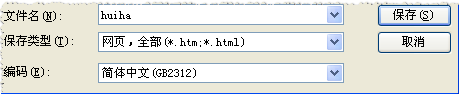 文件名(N): huiha 保存(S)
保存类型(T): 网页,全部(*.htm;*.html) 取消
编码(E): 简体中文(GB2312)